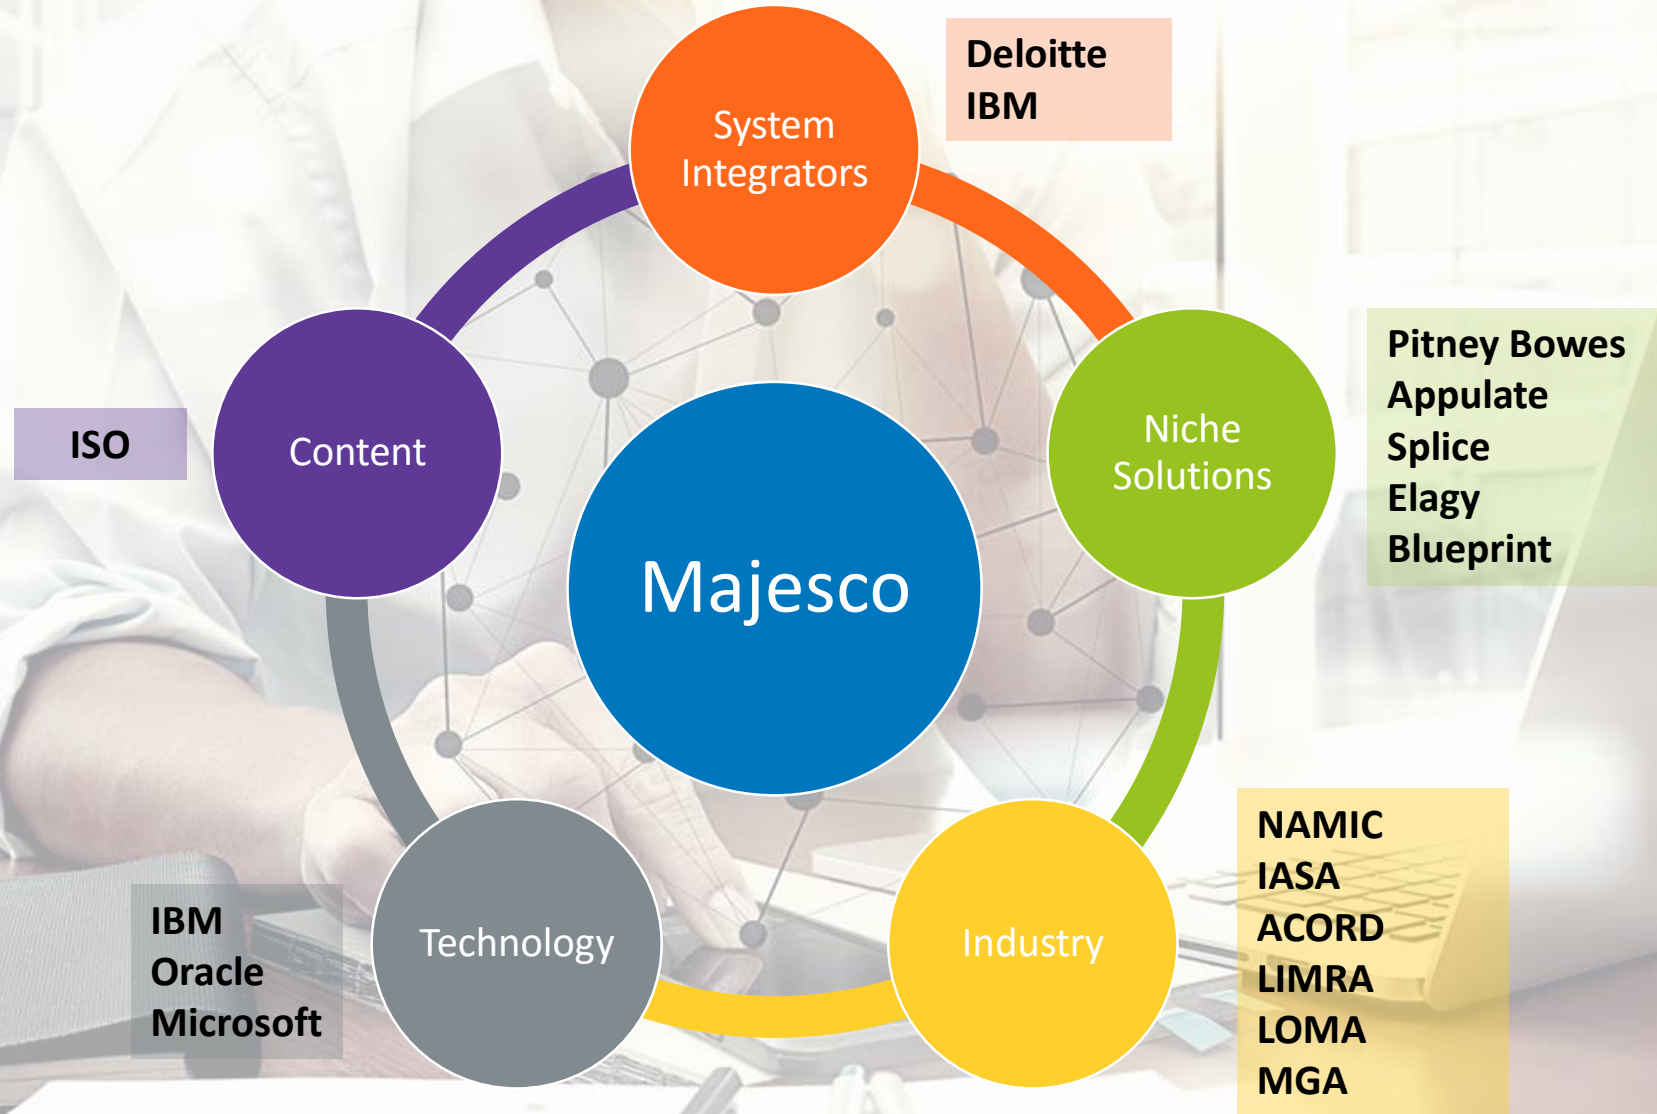 System
Integrators
Deloitte
IBM
Niche
Solutions
Pitney Bowes
Appulate
Splice
Elagy
Blueprint
Content
ISO
Majesco
Technology
IBM
Oracle
Microsoft
Industry
NAMIC
IASA
ACORD
LIMRA
LOMA
MGA